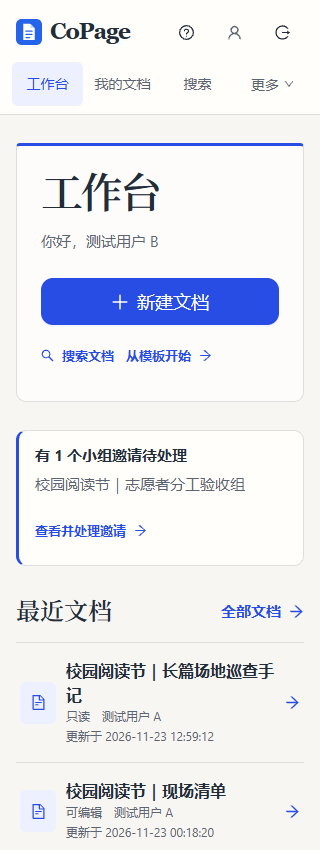 CoPage
工作台 我的文档 搜索 更多
工作台
你好，测试用户 B
新建文档
搜索文档 从模板开始
有 1 个小组邀请待处理
校园阅读节｜志愿者分工验收组
查看并处理邀请
最近文档 全部文档
校园阅读节｜长篇场地巡查手
记
只读 测试用户 A
更新于 2026-11-23 12:59:12
校园阅读节｜现场清单
可编辑 测试用户 A
更新于 2026-11-23 00:18:20